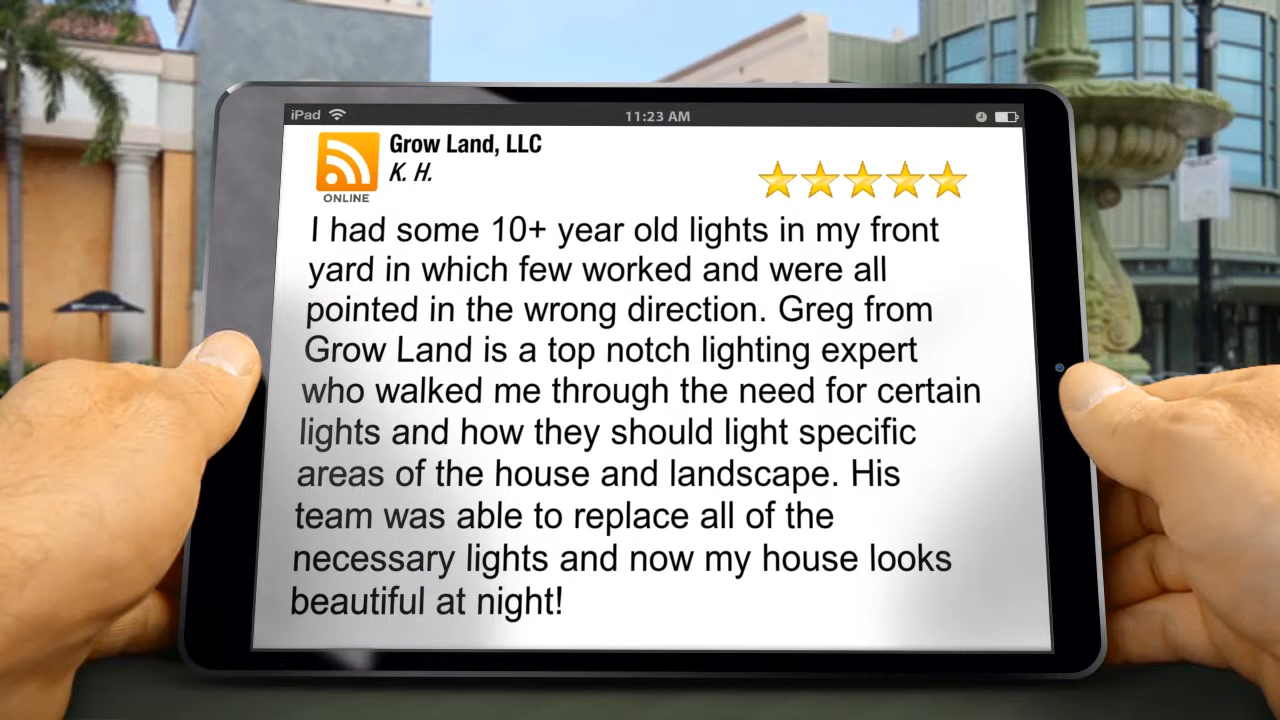 iPad 11:23 AM
Grow Land, LLC
K. H.
ONLINE
I had some 10+ year old lights in my front
yard in which few worked and were all
pointed in the wrong direction. Greg from
Grow Land is a top notch lighting expert
who walked me through the need for certain
lights and how they should light specific
areas of the house and landscape. His
team was able to replace all of the
necessary lights and now my house looks
beautiful at night!